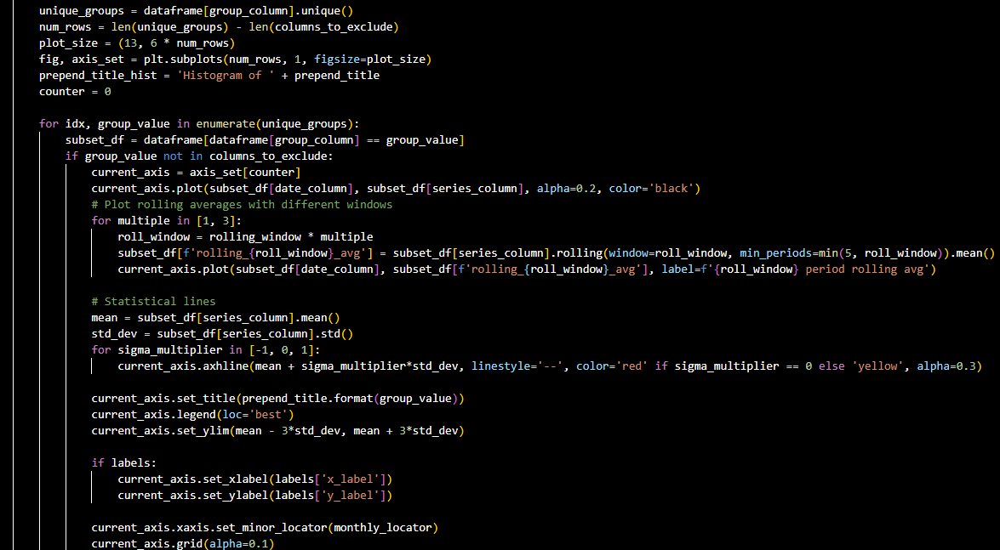 unique_groups = dataframe[group_column].unique()
num_rows = len(unique_groups) - len(columns_to_exclude)
plot_size = (13, 6 * num_rows)
fig, axis_set = plt.subplots(num_rows, 1, figsize=plot_size)
prepend_title_hist = 'Histogram of ' + prepend_title
counter = 0
for idx, group_value in enumerate(unique_groups):
subset_df = dataframe[dataframe[group_column] == group_value]
if group_value not in columns_to_exclude:
current_axis = axis_set[counter]
current_axis.plot(subset_df[date_column], subset_df[series_column], alpha=0.2, color='black')
# Plot rolling averages with different windows
for multiple in [1, 3]:
roll_window = rolling_window * multiple
subset_df[f'rolling_{roll_window}_avg'] = subset_df[series_column].rolling(window=roll_window, min_periods=min(5, roll_window)).mean()
current_axis.plot(subset_df[date_column], subset_df[f'rolling_{roll_window}_avg'], label=f'{roll_window} period rolling avg')
# Statistical lines
mean = subset_df[series_column].mean()
std_dev = subset_df[series_column].std()
for sigma_multiplier in [-1, 0, 1]:
current_axis.axhline(mean + sigma_multiplier*std_dev, linestyle='--', color='red' if sigma_multiplier == 0 else 'yellow', alpha=0.3)
current_axis.set_title(prepend_title.format(group_value))
current_axis.legend(loc='best')
current_axis.set_ylim(mean - 3*std_dev, mean + 3*std_dev)
if labels:
current_axis.set_xlabel(labels['x_label'])
current_axis.set_ylabel(labels['y_label'])
current_axis.xaxis.set_minor_locator(monthly_locator)
current_axis.grid(alpha=0.1)